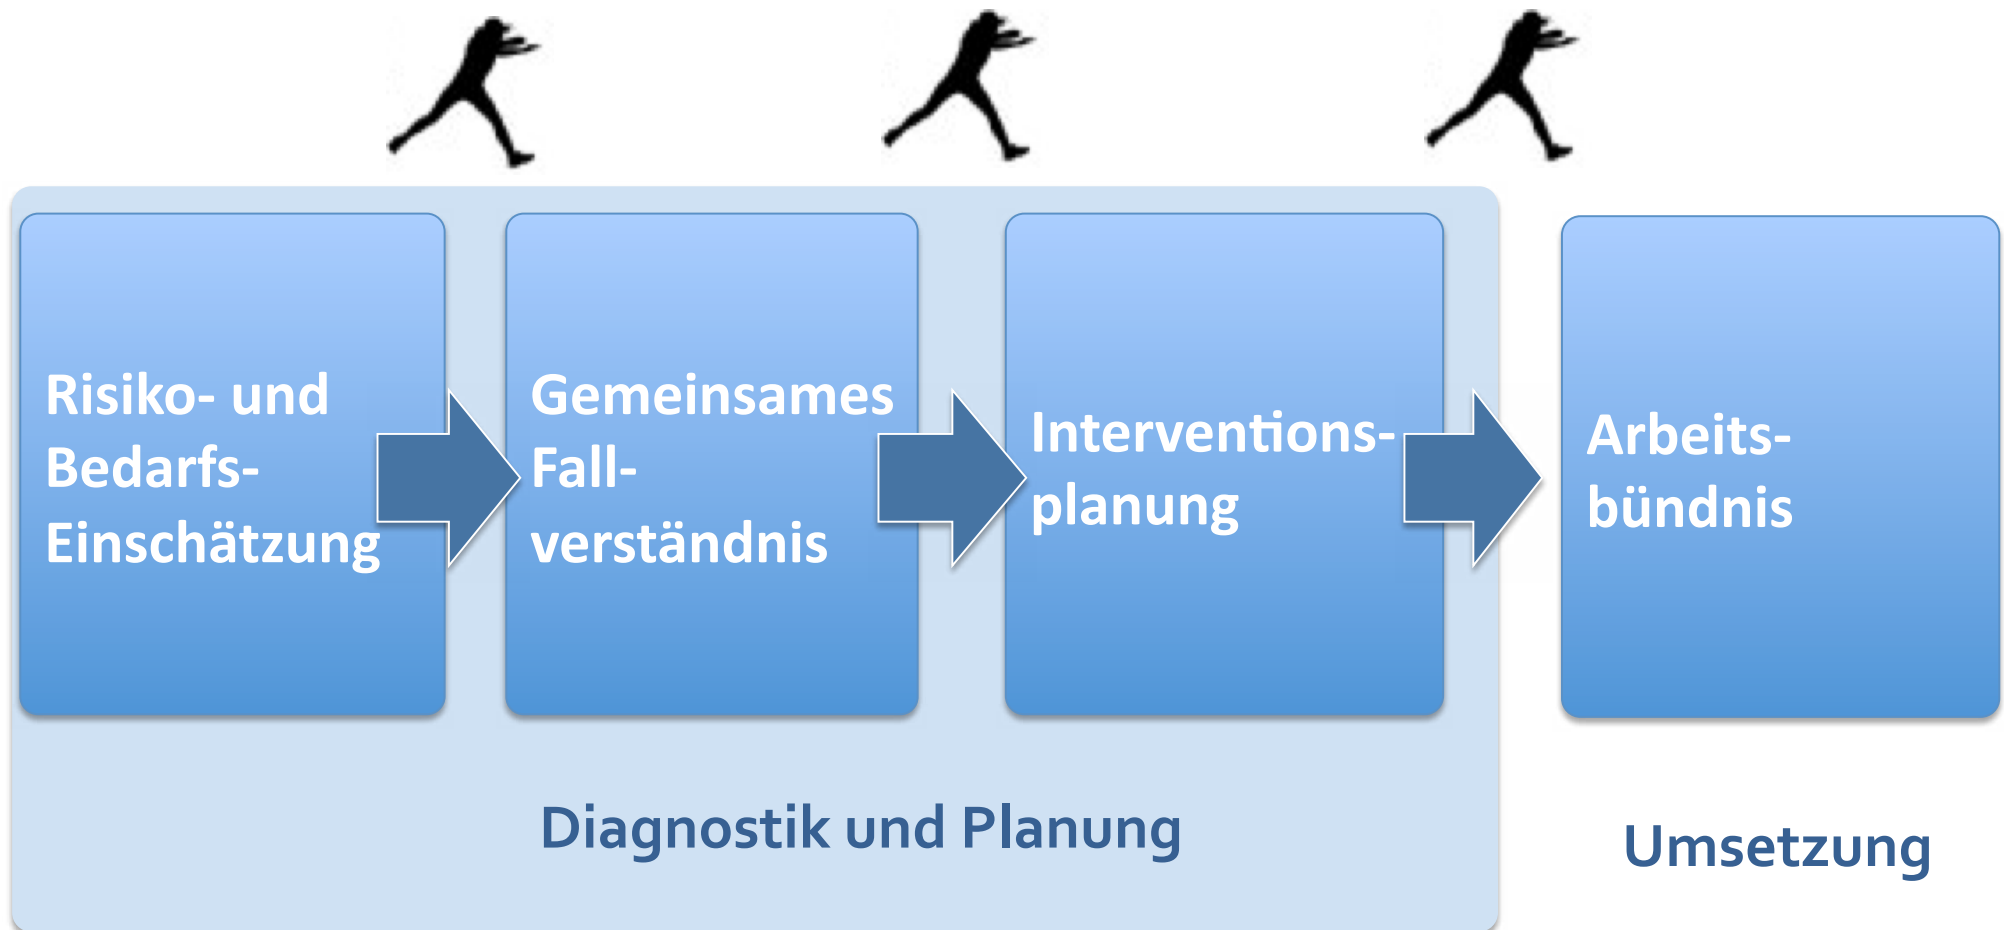 Risiko- und
Bedarfs-
Einschätzung
Gemeinsames
Fall-
verständnis
Interventions-
planung
Arbeits-
bündnis
Diagnostik und Planung
Umsetzung